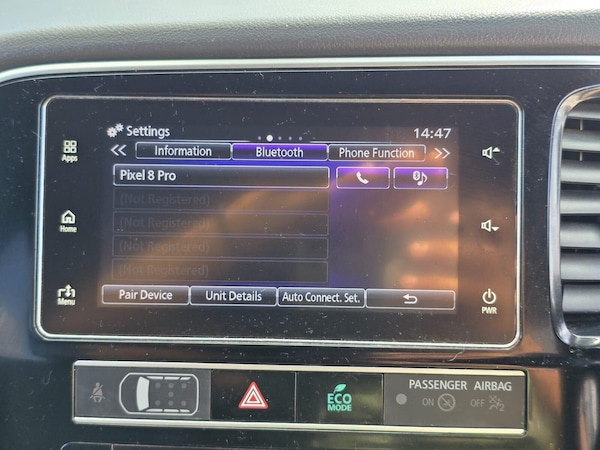 Settings 14:47
Apps
Information Bluetooth Phone Function
Pixel 8 Pro
(Not Registered)
(Not Registered)
Home
(Not Registered)
(Not Registered)
Menu
Pair Device Unit Details Auto Connect. Set.
PWR
ECO MODE
PASSENGER AIRBAG
ON OFF